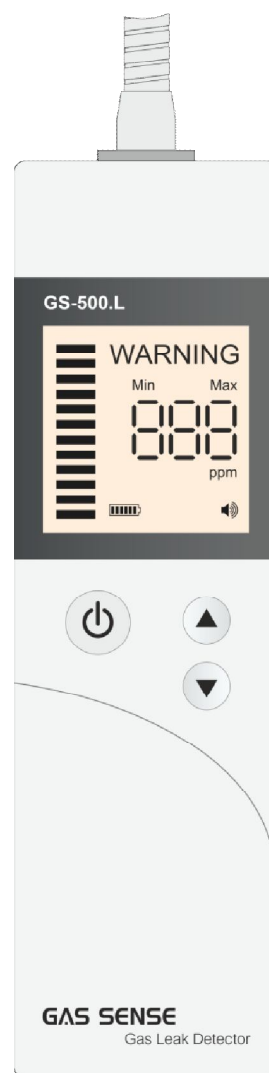 GS-500.L
WARNING
Min Max
888
ppm
GAS SENSE
Gas Leak Detector